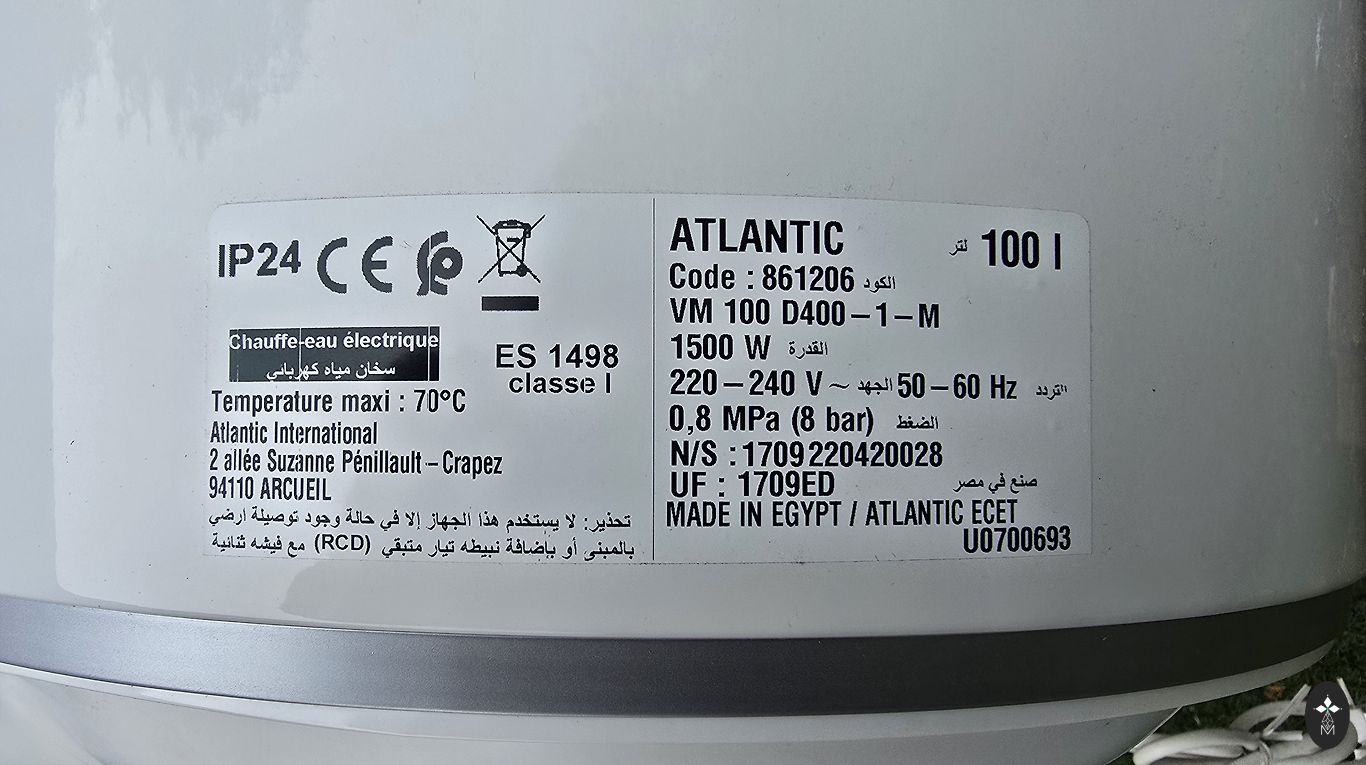 IP24 CE
Chauffe-eau électrique
سخان مياه كهربائي
ES 1498
classe I
Temperature maxi : 70°C
Atlantic International
2 allée Suzanne Pénillault – Crapez
94110 ARCUEIL
تحذير: لا يستخدم هذا الجهاز إلا في حالة وجود توصيلة ارضي
بالمبنى أو بإضافة نبيطه تيار متبقي (RCD) مع فيشه ثنائية
ATLANTIC لتر 100 l
Code : 861206 الكود
VM 100 D400–1–M
1500 W القدرة
220–240 V ~ الجهد 50–60 Hz التردد
0,8 MPa (8 bar) الضغط
N/S : 1709220420028
UF : 1709ED صنع في مصر
MADE IN EGYPT / ATLANTIC ECET
U0700693
M